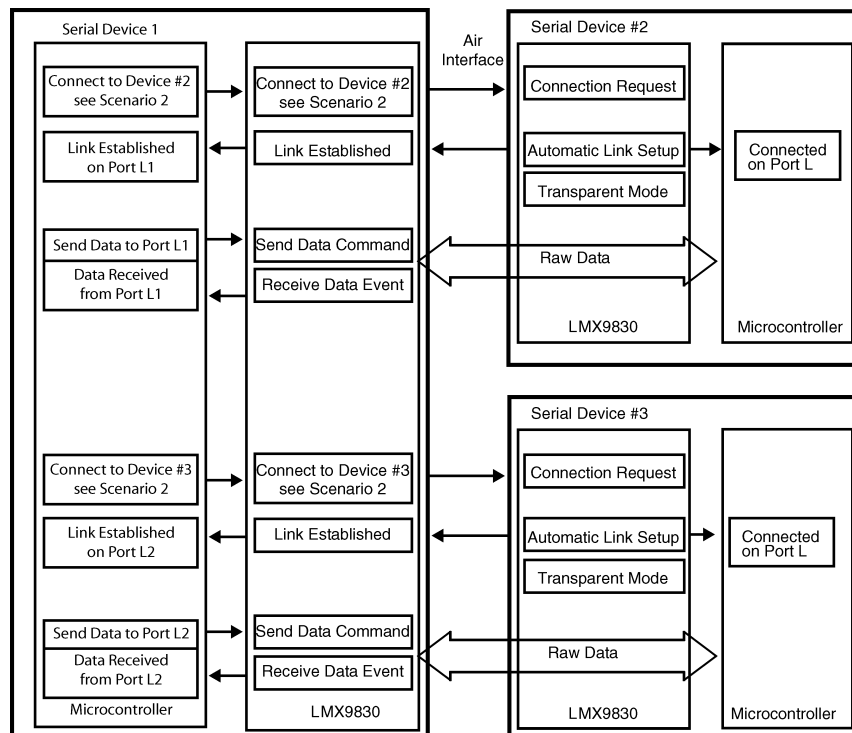 Serial Device 1
Connect to Device #2
see Scenario 2
Link Established
on Port L1
Send Data to Port L1
Data Received
from Port L1
Connect to Device #3
see Scenario 2
Link Established
on Port L2
Send Data to Port L2
Data Received
from Port L2
Microcontroller
Connect to Device #2
see Scenario 2
Link Established
Send Data Command
Receive Data Event
Connect to Device #3
see Scenario 2
Link Established
Send Data Command
Receive Data Event
LMX9830
Air
Interface
Serial Device #2
Connection Request
Automatic Link Setup
Transparent Mode
Raw Data
LMX9830
Connected
on Port L
Microcontroller
Serial Device #3
Connection Request
Automatic Link Setup
Transparent Mode
Raw Data
LMX9830
Connected
on Port L
Microcontroller